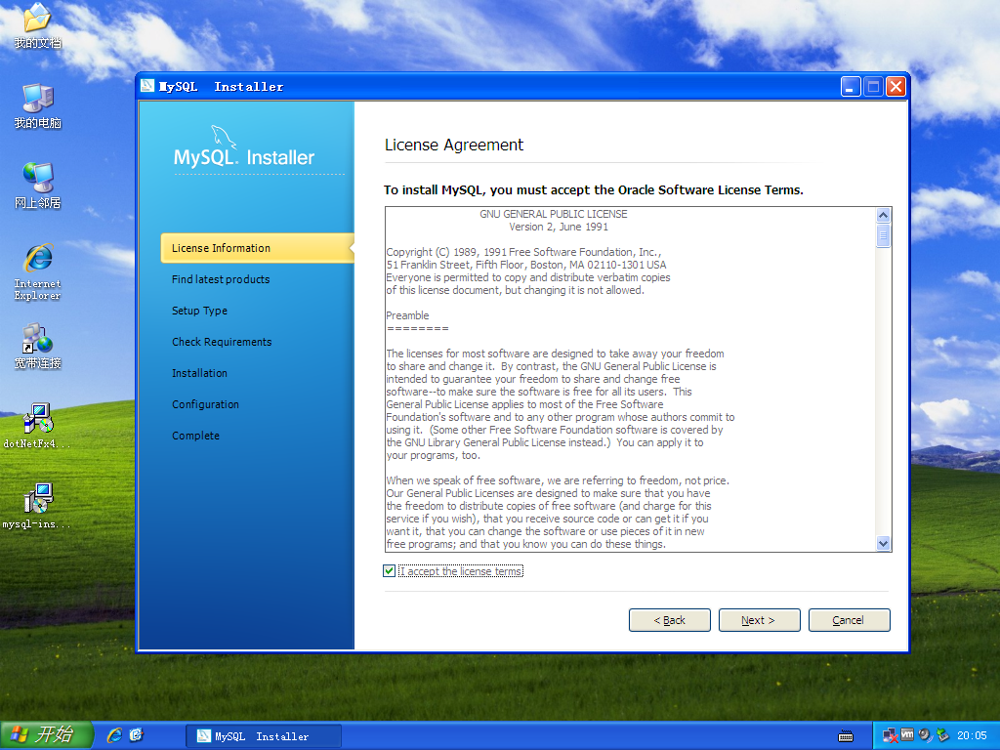 我的文档
我的电脑
网上邻居
Internet
Explorer
宽带连接
dotNetFx4...
mysql-ins...
MySQL Installer
MySQL. Installer
License Information
Find latest products
Setup Type
Check Requirements
Installation
Configuration
Complete
License Agreement
To install MySQL, you must accept the Oracle Software License Terms.
GNU GENERAL PUBLIC LICENSE
Version 2, June 1991
Copyright (C) 1989, 1991 Free Software Foundation, Inc.,
51 Franklin Street, Fifth Floor, Boston, MA 02110-1301 USA
Everyone is permitted to copy and distribute verbatim copies
of this license document, but changing it is not allowed.
Preamble
========
The licenses for most software are designed to take away your freedom
to share and change it. By contrast, the GNU General Public License is
intended to guarantee your freedom to share and change free
software--to make sure the software is free for all its users. This
General Public License applies to most of the Free Software
Foundation's software and to any other program whose authors commit to
using it. (Some other Free Software Foundation software is covered by
the GNU Library General Public License instead.) You can apply it to
your programs, too.
When we speak of free software, we are referring to freedom, not price.
Our General Public Licenses are designed to make sure that you have
the freedom to distribute copies of free software (and charge for this
service if you wish), that you receive source code or can get it if you
want it, that you can change the software or use pieces of it in new
free programs; and that you know you can do these things.
I accept the license terms
< Back
Next >
Cancel
开始
MySQL Installer
vm
20:05